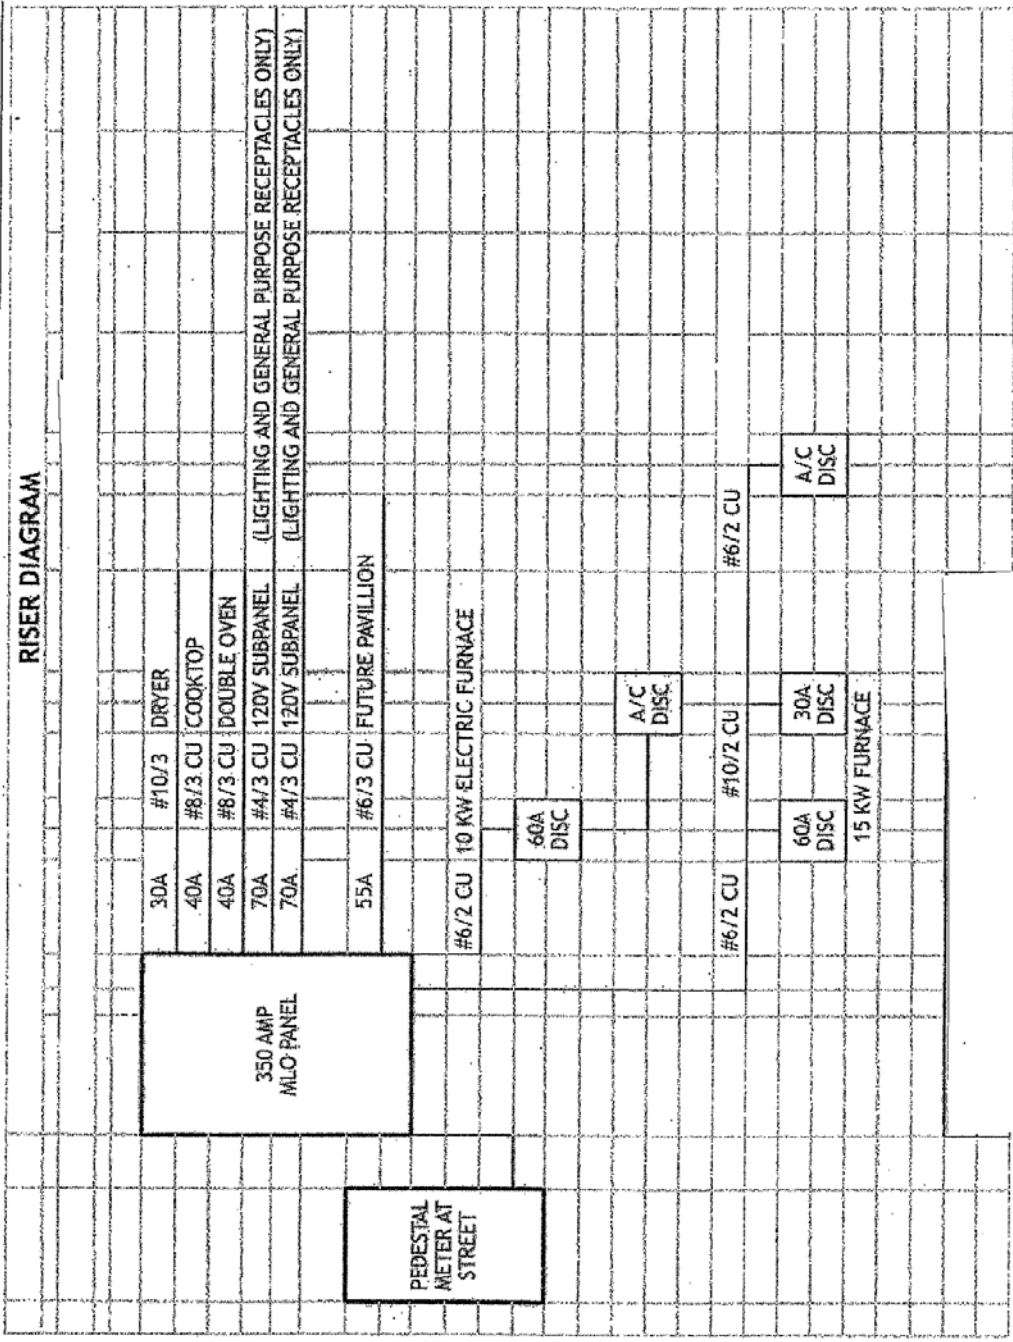 RISER DIAGRAM
30A #10/3 DRYER
40A #8/3 CU COOKTOP
40A #8/3 CU DOUBLE OVEN
70A #4/3 CU 120V SUBPANEL (LIGHTING AND GENERAL PURPOSE RECEPTACLES ONLY)
70A #4/3 CU 120V SUBPANEL (LIGHTING AND GENERAL PURPOSE RECEPTACLES ONLY)
55A #6/3 CU FUTURE PAVILLION
350 AMP
MLO PANEL
PEDESTAL
METER AT
STREET
#6/2 CU 10 KW ELECTRIC FURNACE
60A
DISC
A/C
DISC
#6/2 CU #10/2 CU #6/2 CU
60A
DISC
30A
DISC
A/C
DISC
15 KW FURNACE